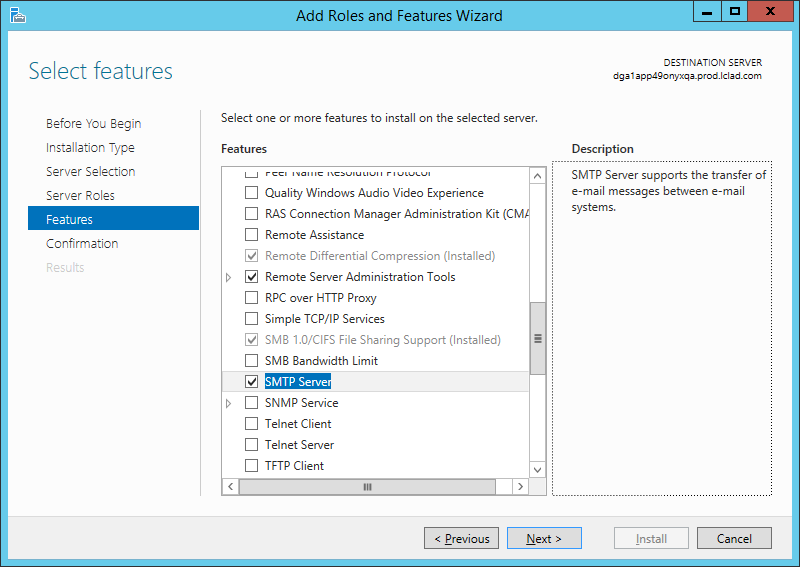 Add Roles and Features Wizard
Select features
DESTINATION SERVER
dga1app49onyxqa.prod.lclad.com
Before You Begin
Installation Type
Server Selection
Server Roles
Features
Confirmation
Results
Select one or more features to install on the selected server.
Features
Peer Name Resolution Protocol
Quality Windows Audio Video Experience
RAS Connection Manager Administration Kit (CMA
Remote Assistance
Remote Differential Compression (Installed)
Remote Server Administration Tools
RPC over HTTP Proxy
Simple TCP/IP Services
SMB 1.0/CIFS File Sharing Support (Installed)
SMB Bandwidth Limit
SMTP Server
SNMP Service
Telnet Client
Telnet Server
TFTP Client
Description
SMTP Server supports the transfer of
e-mail messages between e-mail
systems.
< Previous
Next >
Install
Cancel